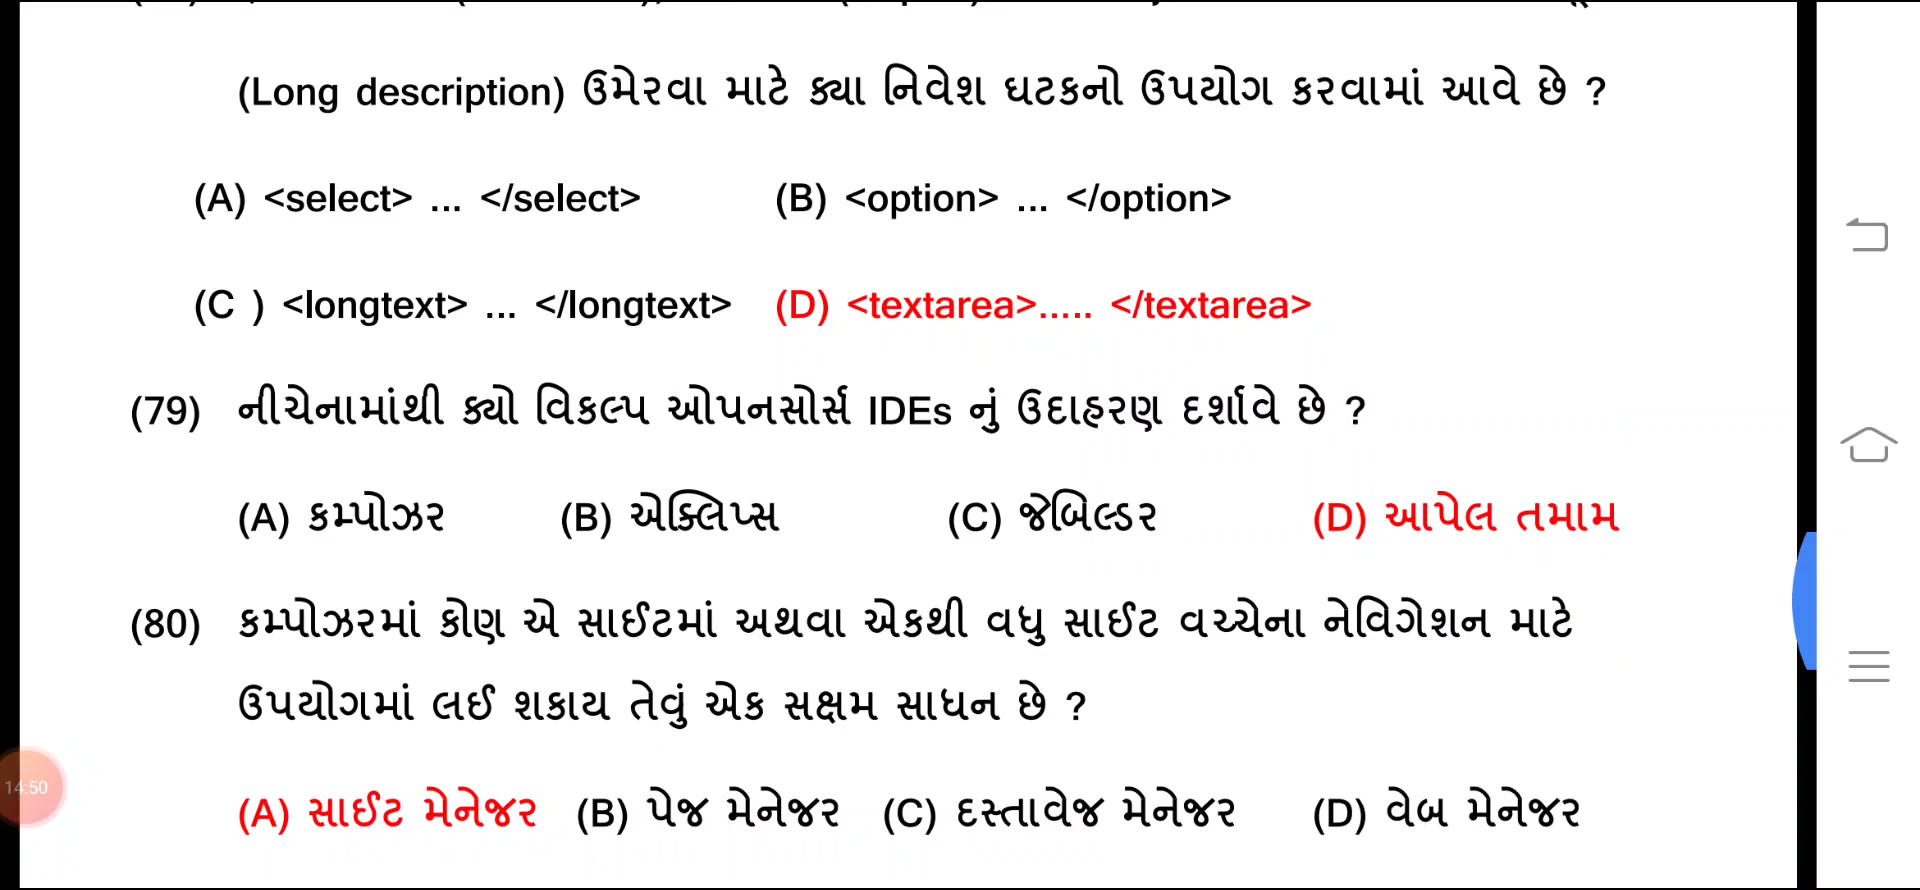 (Long description) ઉમેરવા માટે ક્યા નિવેશ ઘટકનો ઉપયોગ કરવામાં આવે છે ?
(A) <select> ... </select> (B) <option> ... </option>
(C ) <longtext> ... </longtext> (D) <textarea>..... </textarea>
(79) નીચેનામાંથી ક્યો વિકલ્પ ઓપનસોર્સ IDEs નું ઉદાહરણ દર્શાવે છે ?
(A) કમ્પોઝર (B) એક્લિપ્સ (C) જેબિલ્ડર (D) આપેલ તમામ
(80) કમ્પોઝરમાં કોણ એ સાઈટમાં અથવા એકથી વધુ સાઈટ વચ્ચેના નેવિગેશન માટે
ઉપયોગમાં લઈ શકાય તેવું એક સક્ષમ સાધન છે ?
14:50
(A) સાઈટ મેનેજર (B) પેજ મેનેજર (C) દસ્તાવેજ મેનેજર (D) વેબ મેનેજર